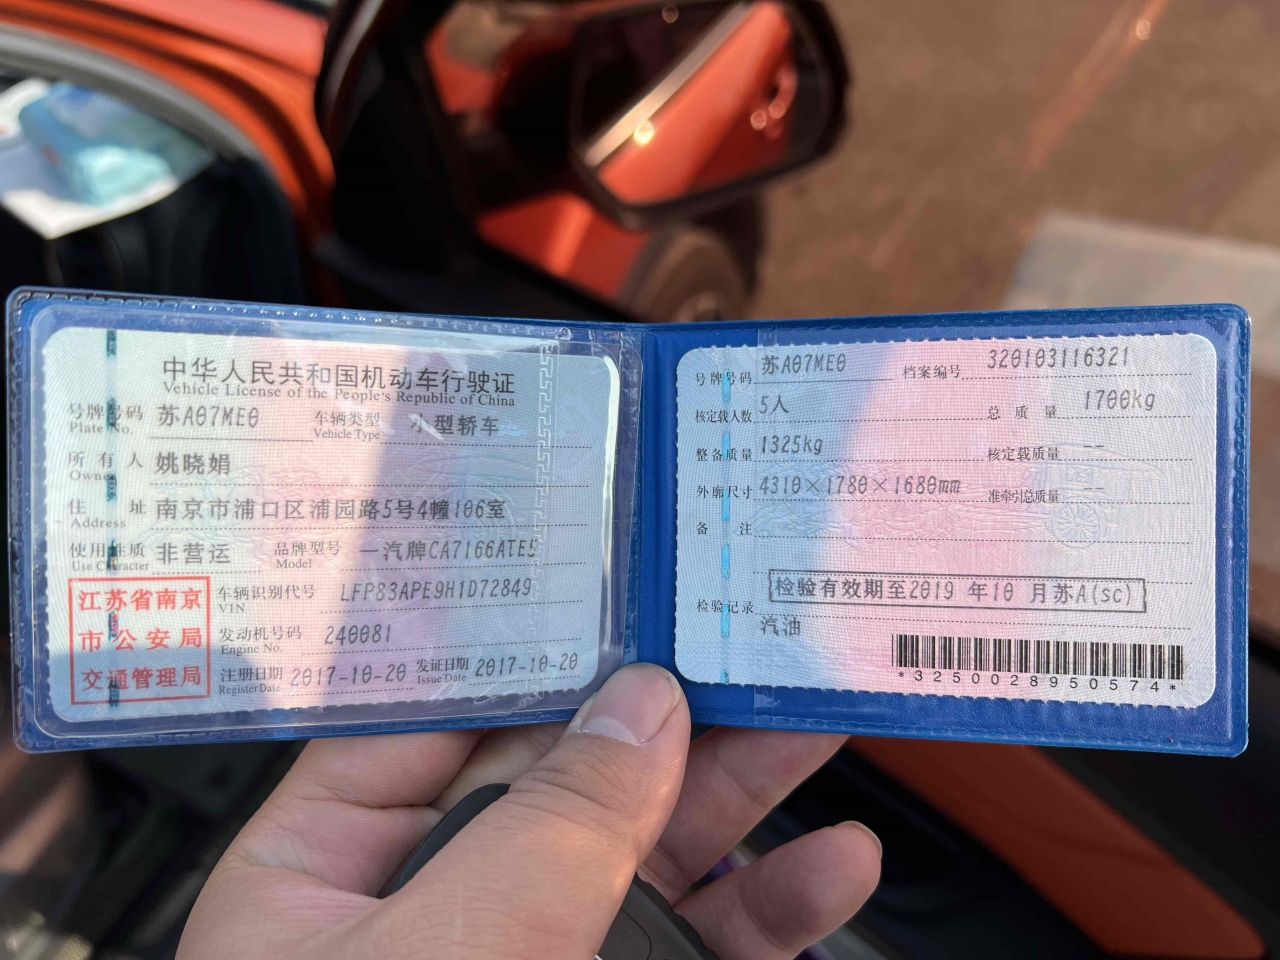 中华人民共和国机动车行驶证
Vehicle License of the People's Republic of China
号牌号码 苏A07ME0 车辆类型 小型轿车
Plate No. Vehicle Type
所有人 姚晓娟
Owner
住址 南京市浦口区浦园路5号4幢106室
Address
使用性质 非营运 品牌型号 一汽牌CA7166ATE5
Use Character Model
江苏省南京
市公安局
交通管理局
车辆识别代号 LFP83APE9H1D72849
VIN
发动机号码 240081
Engine No.
注册日期 2017-10-20 发证日期 2017-10-20
Register Date Issue Date
号牌号码 苏A07ME0 档案编号 320103116321
核定载人数 5人 总质量 1700kg
整备质量 1325kg 核定载质量 --
外廓尺寸 4310×1780×1680mm 准牵引总质量 --
备注
检验记录 检验有效期至2019年10月苏A(sc)
汽油
*3250028950574*